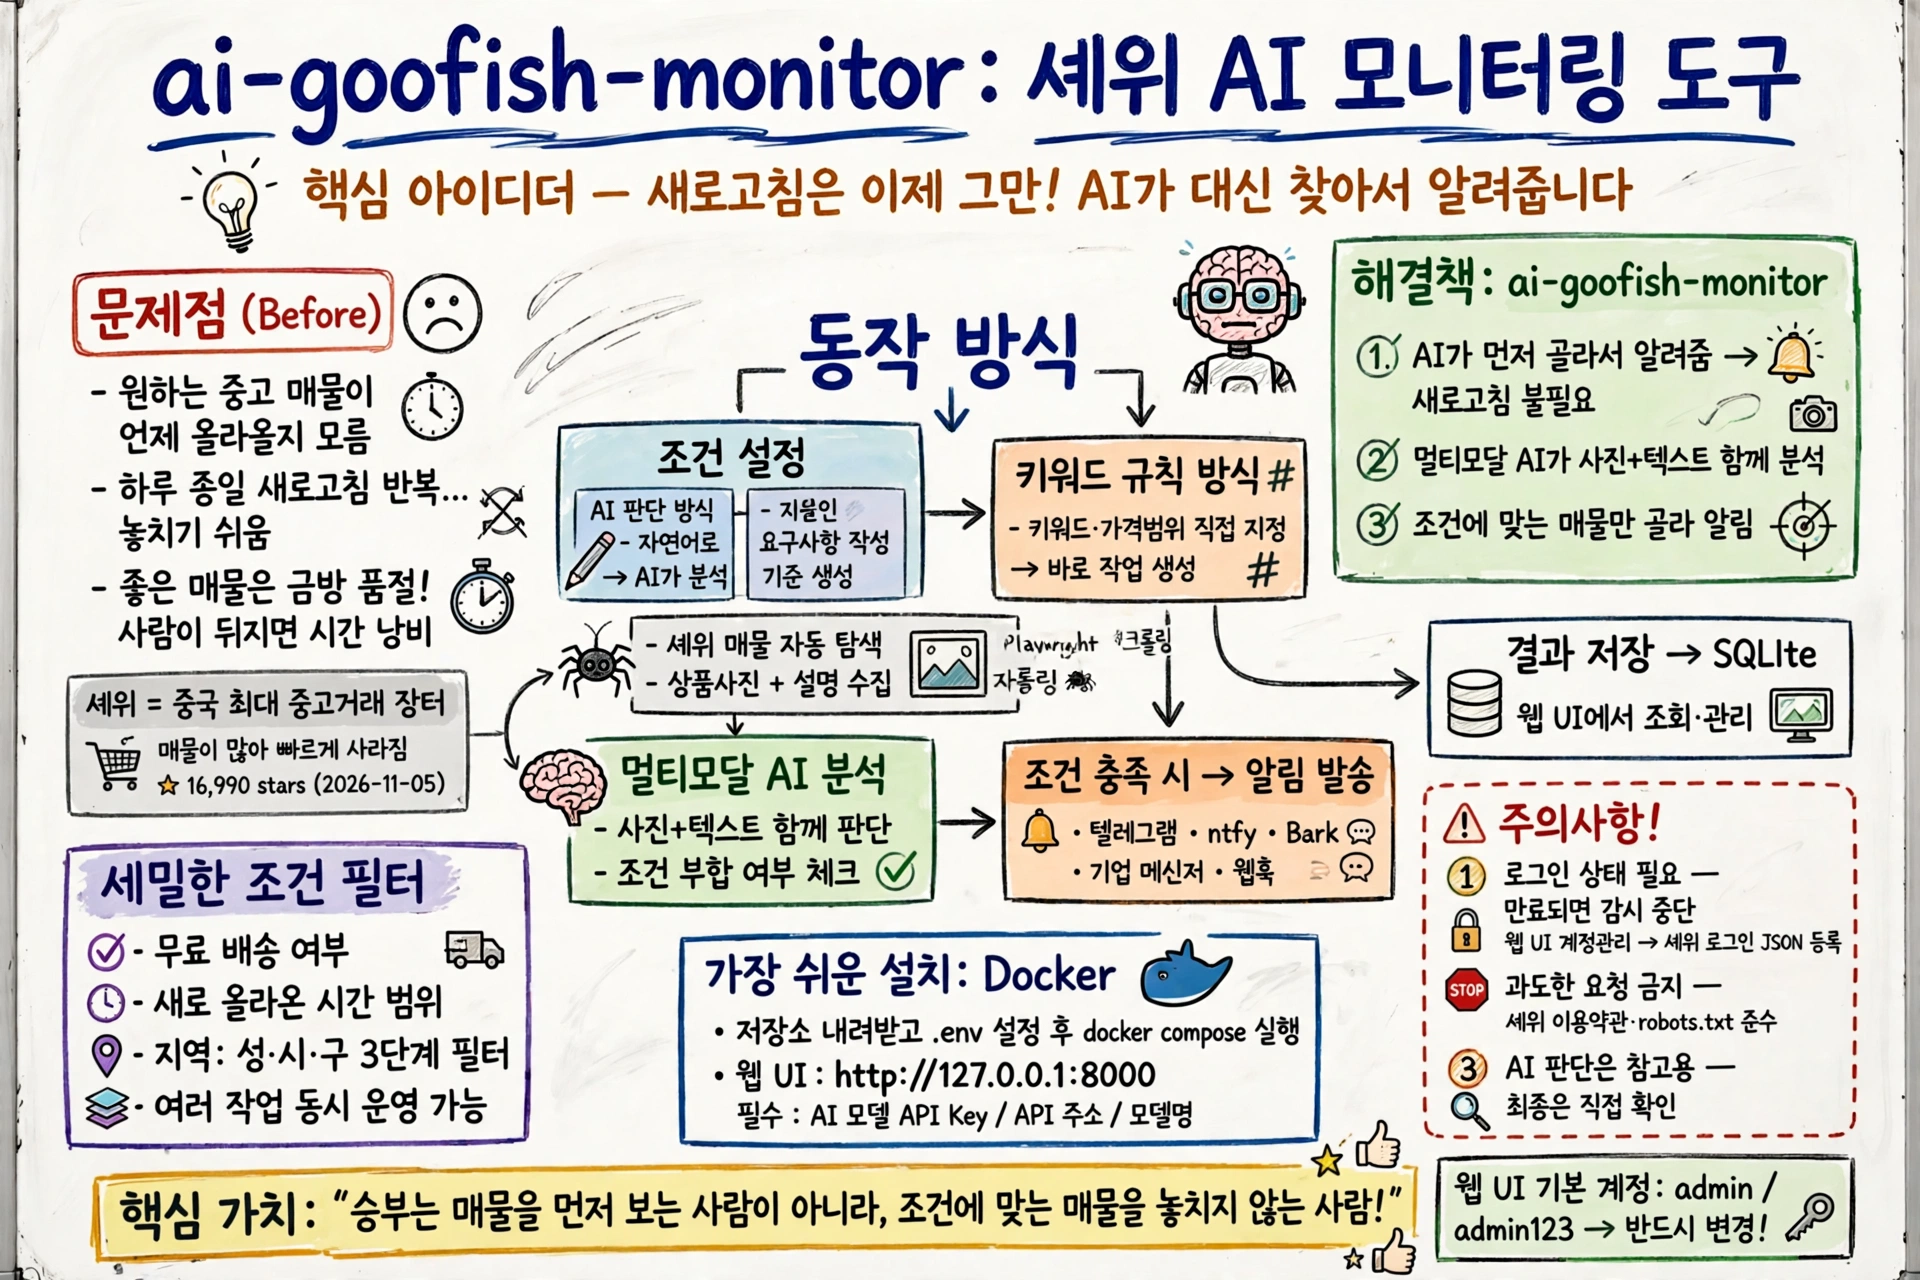 ai-goofish-monitor: 셰위 AI 모니터링 도구
핵심 아이디더 – 새로고침은 이제 그만! AI가 대신 찾아서 알려줍니다
문제점 (Before)
- 원하는 중고 매물이
언제 올라올지 모름
- 하루 종일 새로고침 반복...
놓치기 쉬움
- 좋은 매물은 금방 품절!
사람이 뒤지면 시간 낭비
셰위 = 중국 최대 중고거래 장터
매물이 많아 빠르게 사라짐
16,990 stars (2026-11-05)
세밀한 조건 필터
- 무료 배송 여부
- 새로 올라온 시간 범위
- 지역: 성·시·구 3단계 필터
- 여러 작업 동시 운영 가능
동작 방식
조건 설정
AI 판단 방식
- 자연어로
→ AI가 분석
- 지믈인
요구사항 작성
기준 생성
키워드 규칙 방식 #
- 키워드·가격범위 직접 지정
→ 바로 작업 생성 #
- 셰위 매물 자동 탐색
- 상품사진 + 설명 수집
크롤링
자롤링
멀티모달 AI 분석
- 사진+텍스트 함께 판단
- 조건 부합 여부 체크
조건 충족 시 → 알림 발송
• 텔레그램 • ntfy • Bark
• 기업 메신저 • 웹훅
가장 쉬운 설치: Docker
• 저장소 내려받고 .env 설정 후 docker compose 실행
• 웹 UI : http://127.0.0.1:8000
필수 : AI 모델 API Key / API 주소 / 모델명
해결책: ai-goofish-monitor
1. AI가 먼저 골라서 알려줌 →
새로고침 불필요
2 멀티모달 AI가 사진+텍스트 함께 분석
3 조건에 맞는 매물만 골라 알림
결과 저장 → SQLIte
웹 UI에서 조회·관리
주의사항!
1 로그인 상태 필요 —
만료되면 감시 중단
웹 UI 계정관리 → 셰위 로그인 JSON 등록
STOP 과도한 요청 금지 —
셰위 이용약관·robots.txt 준수
3 AI 판단은 참고용 —
최종은 직접 확인
핵심 가치: “승부는 매물을 먼저 보는 사람이 아니라, 조건에 맞는 매물을 놓치지 않는 사람!”
웹 UI 기본 계정: admin /
admin123 → 반드시 변경!